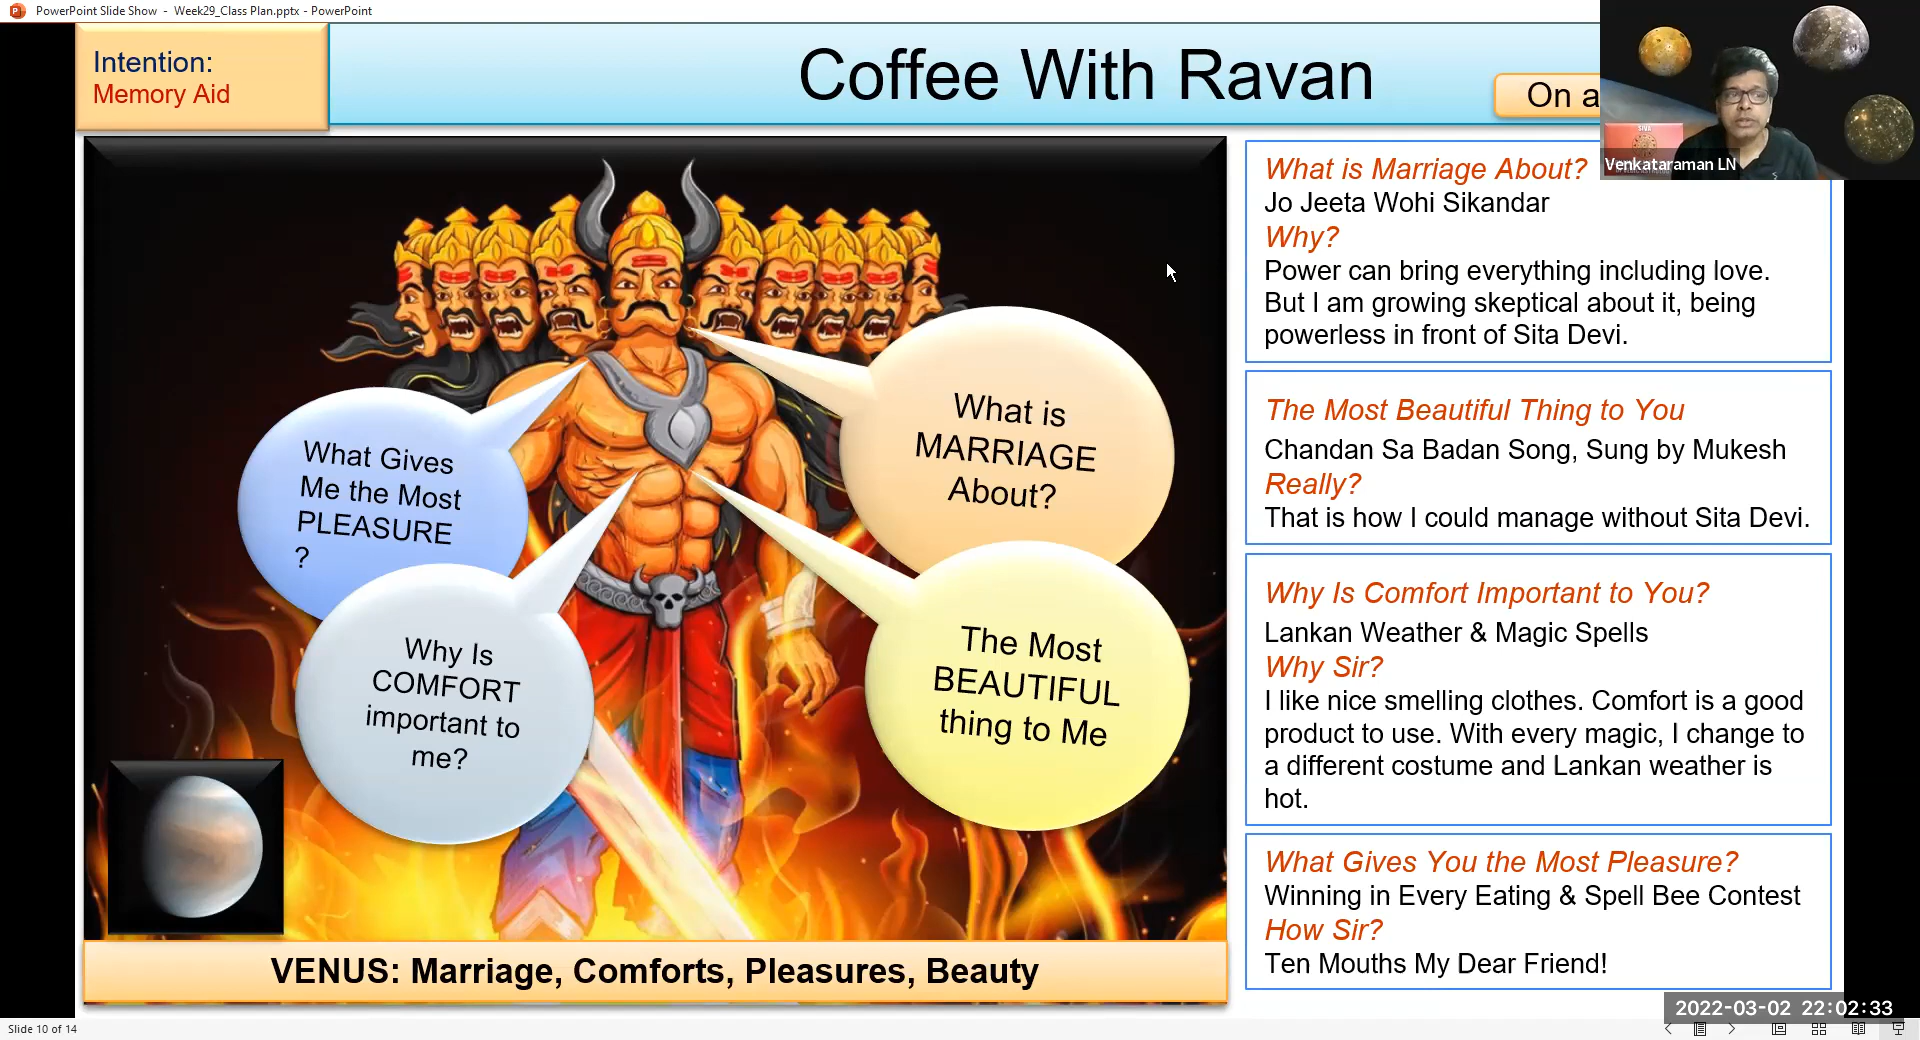 PowerPoint Slide Show - Week29_Class Plan.pptx - PowerPoint
Intention:
Memory Aid
Coffee With Ravan
On a
SIVA
Venkataraman LN
What Gives
Me the Most
PLEASURE
?
What is
MARRIAGE
About?
Why Is
COMFORT
important to
me?
The Most
BEAUTIFUL
thing to Me
VENUS: Marriage, Comforts, Pleasures, Beauty
What is Marriage About?
Jo Jeeta Wohi Sikandar
Why?
Power can bring everything including love.
But I am growing skeptical about it, being
powerless in front of Sita Devi.
The Most Beautiful Thing to You
Chandan Sa Badan Song, Sung by Mukesh
Really?
That is how I could manage without Sita Devi.
Why Is Comfort Important to You?
Lankan Weather & Magic Spells
Why Sir?
I like nice smelling clothes. Comfort is a good
product to use. With every magic, I change to
a different costume and Lankan weather is
hot.
What Gives You the Most Pleasure?
Winning in Every Eating & Spell Bee Contest
How Sir?
Ten Mouths My Dear Friend!
2022-03-02 22:02:33
Slide 10 of 14